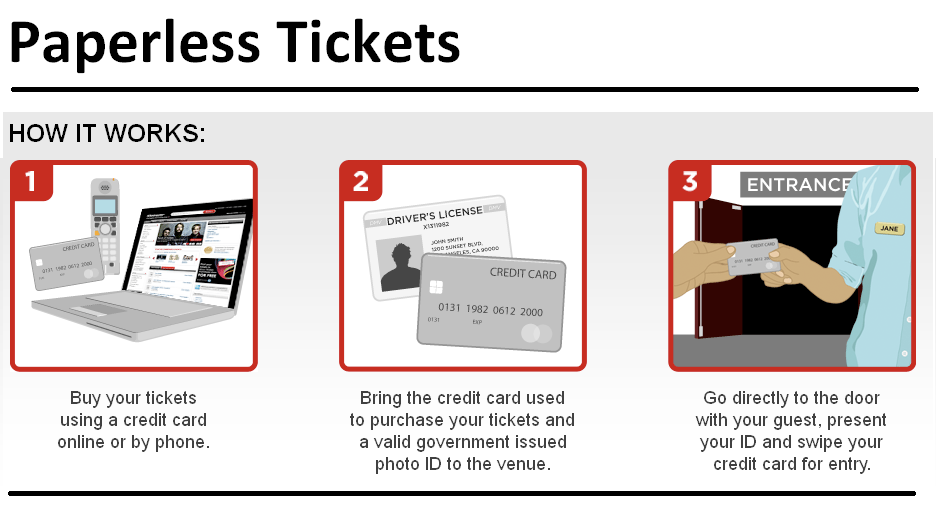 Paperless Tickets
HOW IT WORKS:
1
CREDIT CARD
0131 1982 0612 2000
2
DRIVER'S LICENSE
X1311982
JOHN SMITH
1200 SUNSET BLVD.
ANGELES, CA 90000
CREDIT CARD
0131 1982 0612 2000
0131 EXP
3
ENTRANCE
JANE
CREDIT CARD
0131 1982 0612 2
Buy your tickets
using a credit card
online or by phone.
Bring the credit card used
to purchase your tickets and
a valid government issued
photo ID to the venue.
Go directly to the door
with your guest, present
your ID and swipe your
credit card for entry.